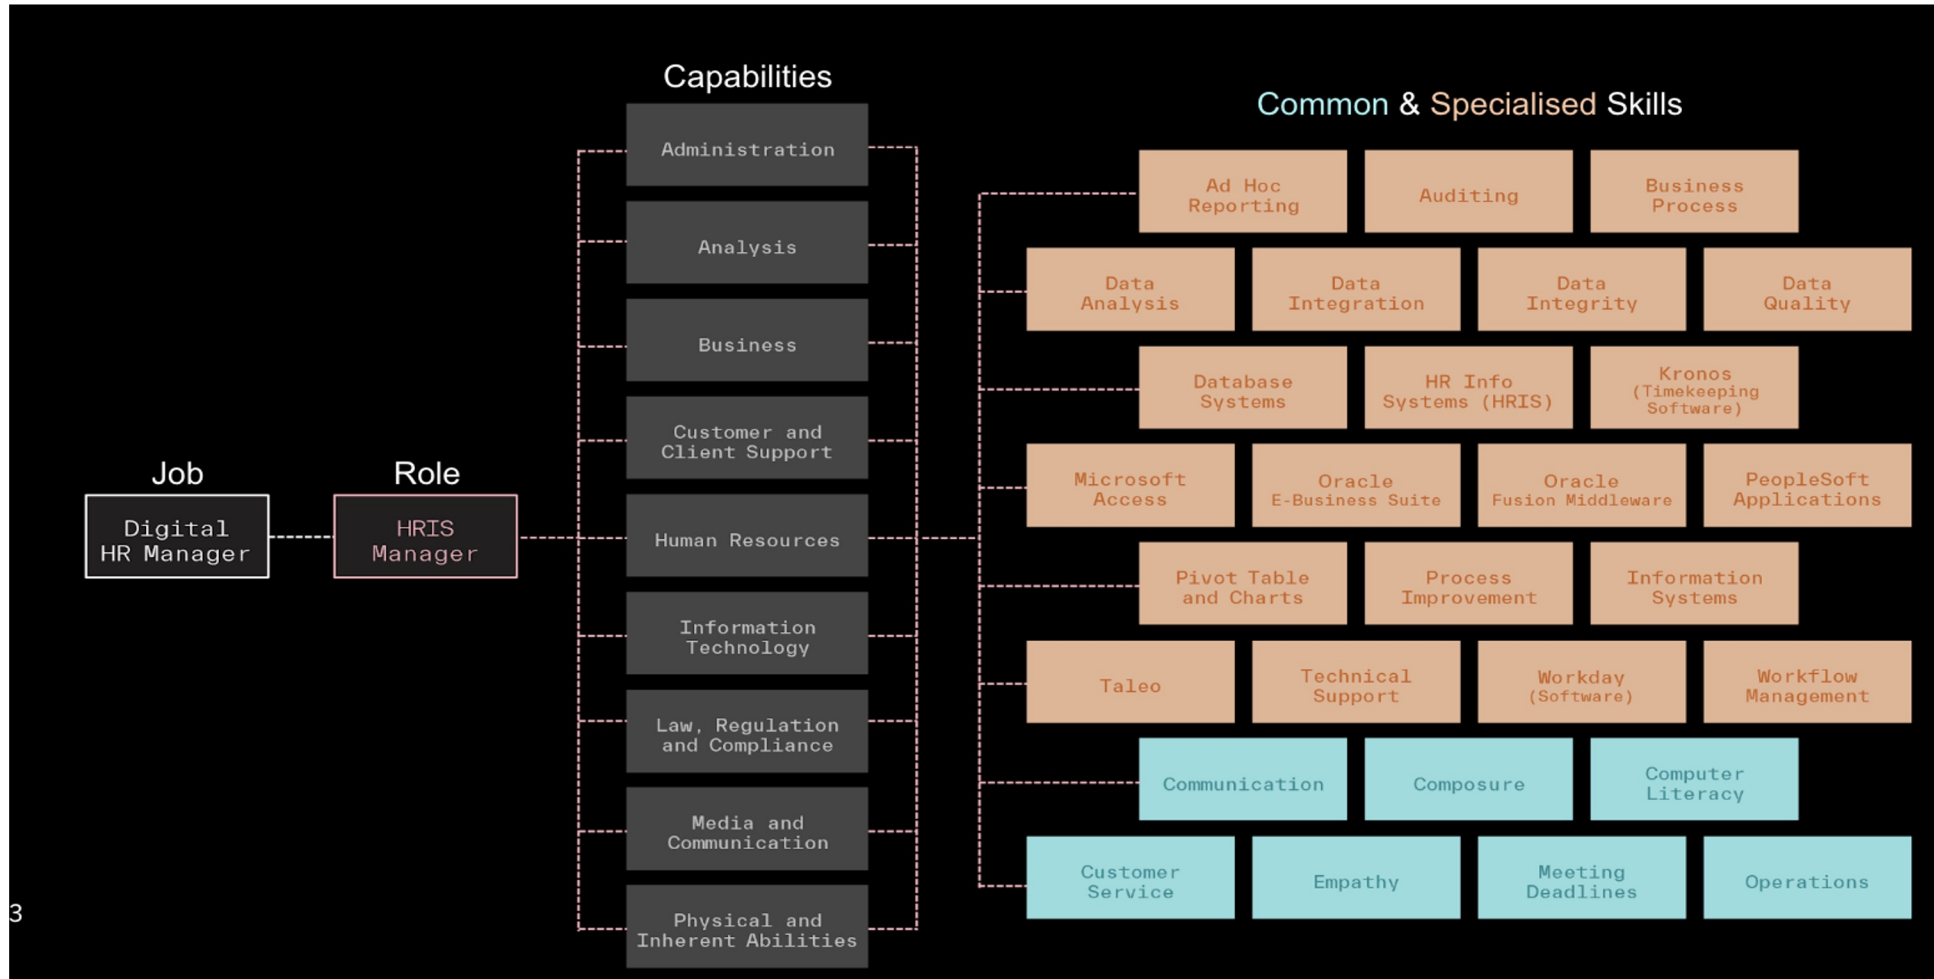 Capabilities
Common & Specialised Skills
Job
Digital
HR Manager
Role
HRIS
Manager
Administration
Analysis
Business
Customer and
Client Support
Human Resources
Information
Technology
Law, Regulation
and Compliance
Media and
Communication
Physical and
Inherent Abilities
Ad Hoc
Reporting
Auditing
Business
Process
Data
Analysis
Data
Integration
Data
Integrity
Data
Quality
Database
Systems
HR Info
Systems (HRIS)
Kronos
(Timekeeping
Software)
Microsoft
Access
Oracle
E-Business Suite
Oracle
Fusion Middleware
PeopleSoft
Applications
Pivot Table
and Charts
Process
Improvement
Information
Systems
Taleo
Technical
Support
Workday
(Software)
Workflow
Management
Communication
Composure
Computer
Literacy
Customer
Service
Empathy
Meeting
Deadlines
Operations
3